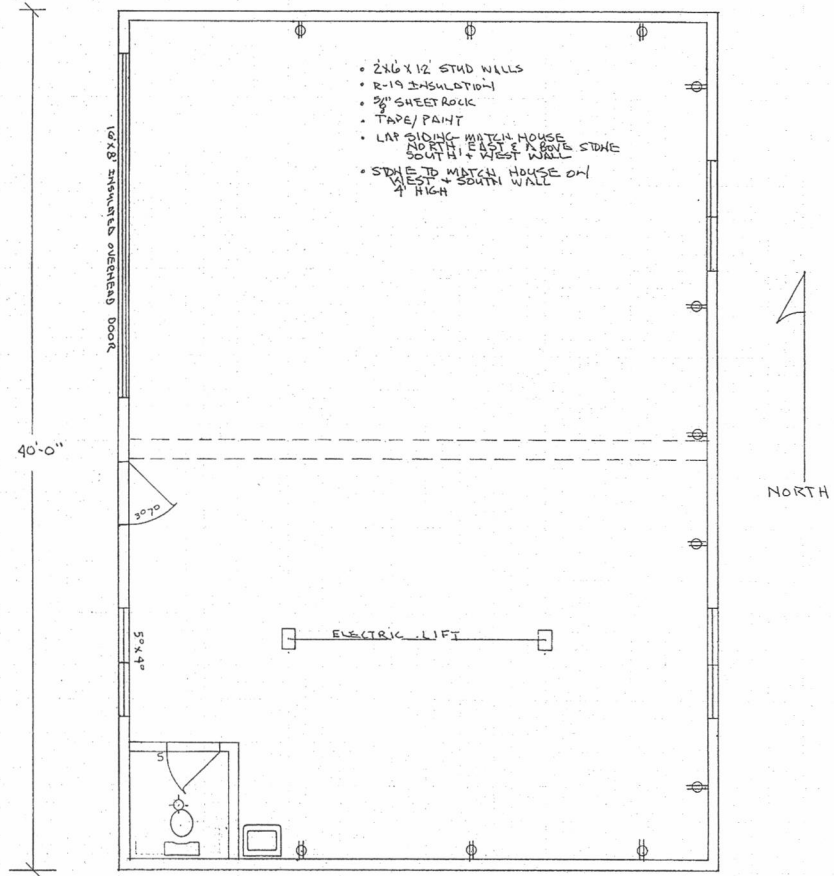 • 2X6 X 12' STUD WALLS
• R-19 INSULATION
• 5/8" SHEETROCK
• TAPE/PAINT
• LAP SIDING MATCH HOUSE
NORTH, EAST & ABOVE STONE
SOUTH + WEST WALL
• STONE TO MATCH HOUSE ON
WEST + SOUTH WALL
4' HIGH
16'X8' INSULATED OVERHEAD DOOR
40'-0"
NORTH
3070
5°X4°
ELECTRIC LIFT
S